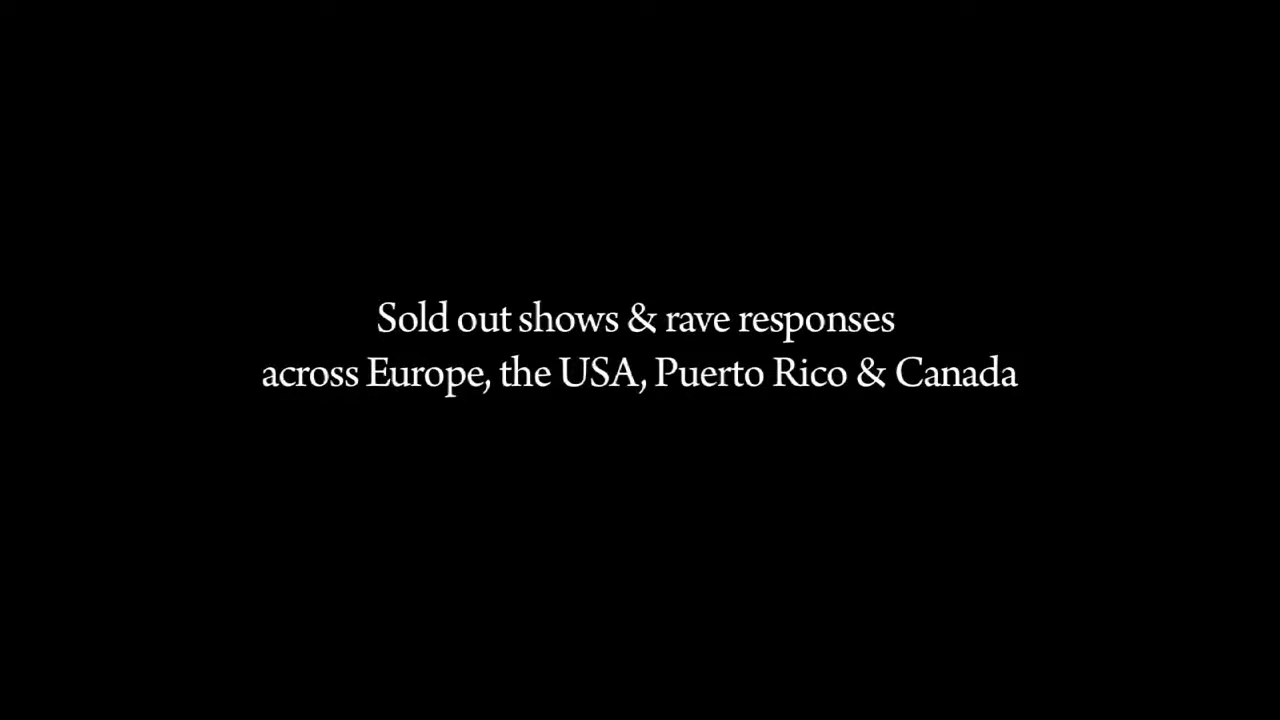 Sold out shows & rave responses
across Europe, the USA, Puerto Rico & Canada